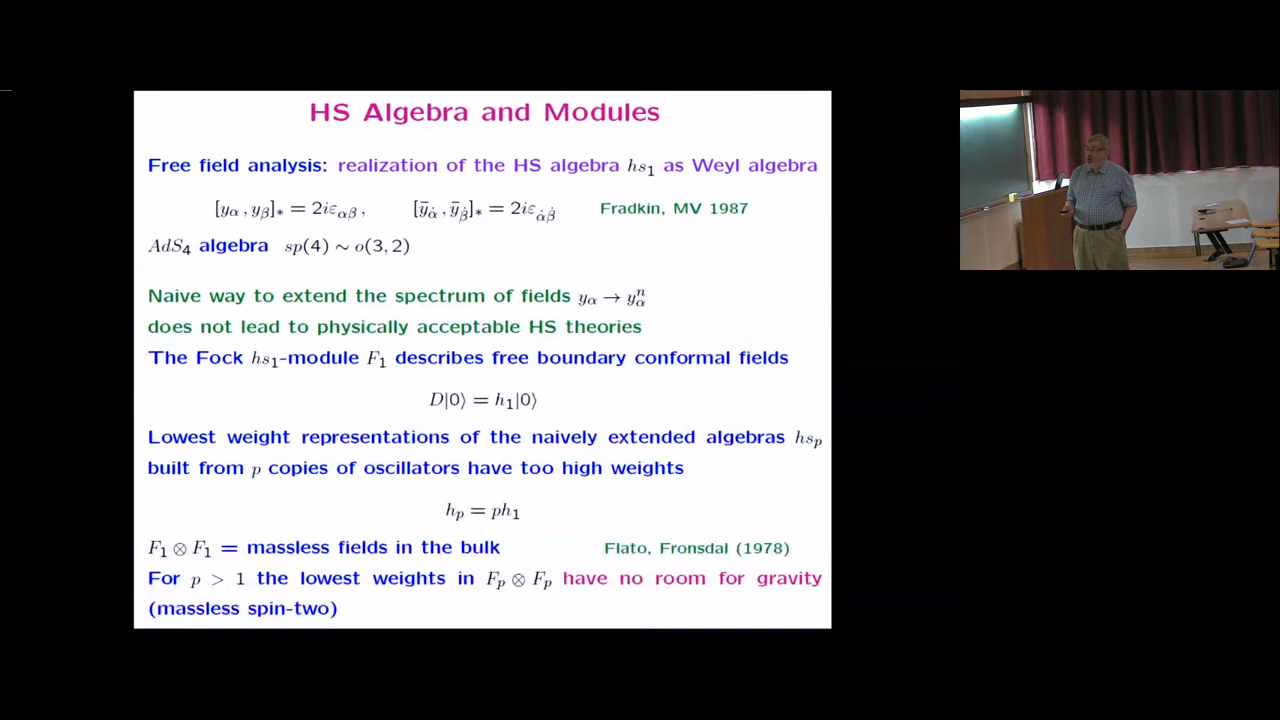 HS Algebra and Modules
Free field analysis: realization of the HS algebra hs₁ as Weyl algebra
[y_α , y_β]_* = 2iε_{αβ} , [ȳ_{α̇} , ȳ_{β̇}]_* = 2iε_{α̇β̇} Fradkin, MV 1987
AdS₄ algebra sp(4) ∼ o(3, 2)
Naive way to extend the spectrum of fields y_α → y_α^n
does not lead to physically acceptable HS theories
The Fock hs₁-module F₁ describes free boundary conformal fields
D|0⟩ = h₁|0⟩
Lowest weight representations of the naively extended algebras hs_p
built from p copies of oscillators have too high weights
h_p = ph₁
F₁ ⊗ F₁ = massless fields in the bulk Flato, Fronsdal (1978)
For p > 1 the lowest weights in F_p ⊗ F_p have no room for gravity
(massless spin-two)